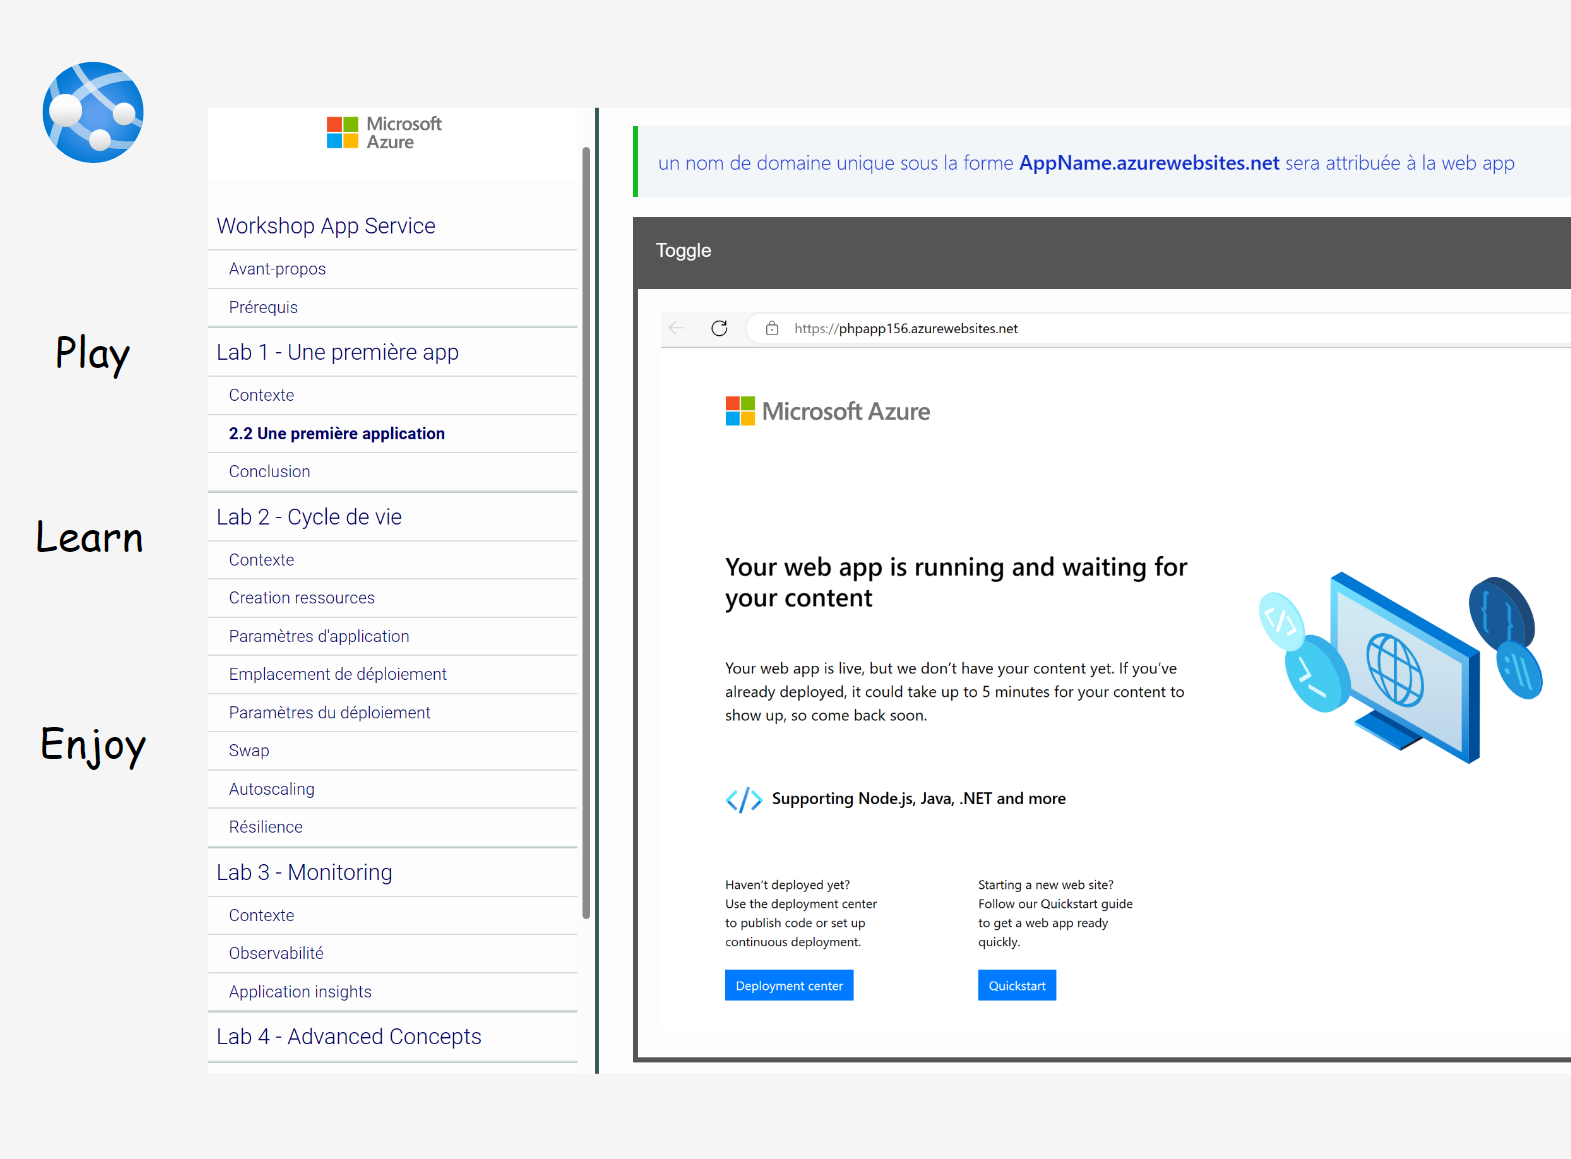 Play
Learn
Enjoy
Microsoft
Azure
Workshop App Service
Avant-propos
Prérequis
Lab 1 - Une première app
Contexte
2.2 Une première application
Conclusion
Lab 2 - Cycle de vie
Contexte
Creation ressources
Paramètres d'application
Emplacement de déploiement
Paramètres du déploiement
Swap
Autoscaling
Résilience
Lab 3 - Monitoring
Contexte
Observabilité
Application insights
Lab 4 - Advanced Concepts
un nom de domaine unique sous la forme AppName.azurewebsites.net sera attribuée à la web app
Toggle
https://phpapp156.azurewebsites.net
Microsoft Azure
Your web app is running and waiting for
your content
Your web app is live, but we don't have your content yet. If you've
already deployed, it could take up to 5 minutes for your content to
show up, so come back soon.
</> Supporting Node.js, Java, .NET and more
Haven't deployed yet?
Use the deployment center
to publish code or set up
continuous deployment.
Deployment center
Starting a new web site?
Follow our Quickstart guide
to get a web app ready
quickly.
Quickstart